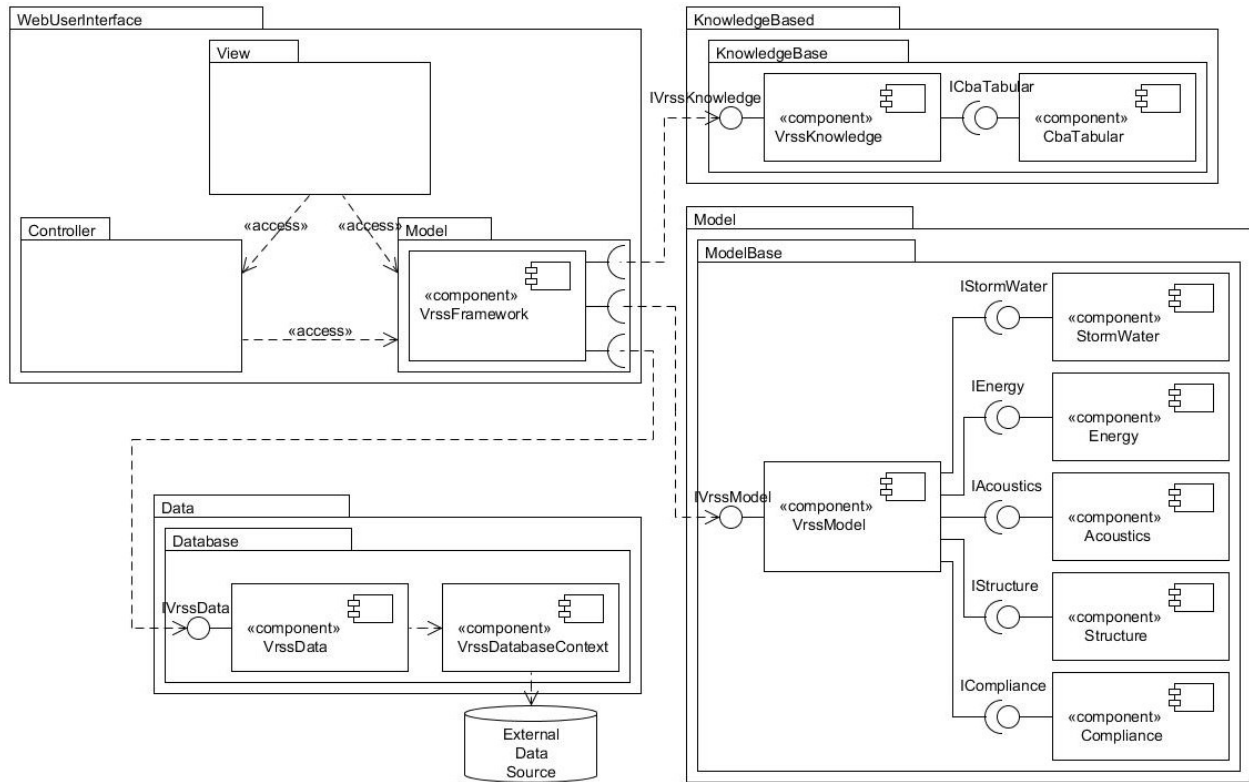 WebUserInterface
View
«access»
«access»
Controller
Model
«component»
VrssFramework
«access»
KnowledgeBased
KnowledgeBase
IVrssKnowledge
«component»
VrssKnowledge
ICbaTabular
«component»
CbaTabular
Model
ModelBase
IStormWater
«component»
StormWater
IEnergy
«component»
Energy
IVrssModel
«component»
VrssModel
IAcoustics
«component»
Acoustics
IStructure
«component»
Structure
ICompliance
«component»
Compliance
Data
Database
IVrssData
«component»
VrssData
«component»
VrssDatabaseContext
External
Data
Source